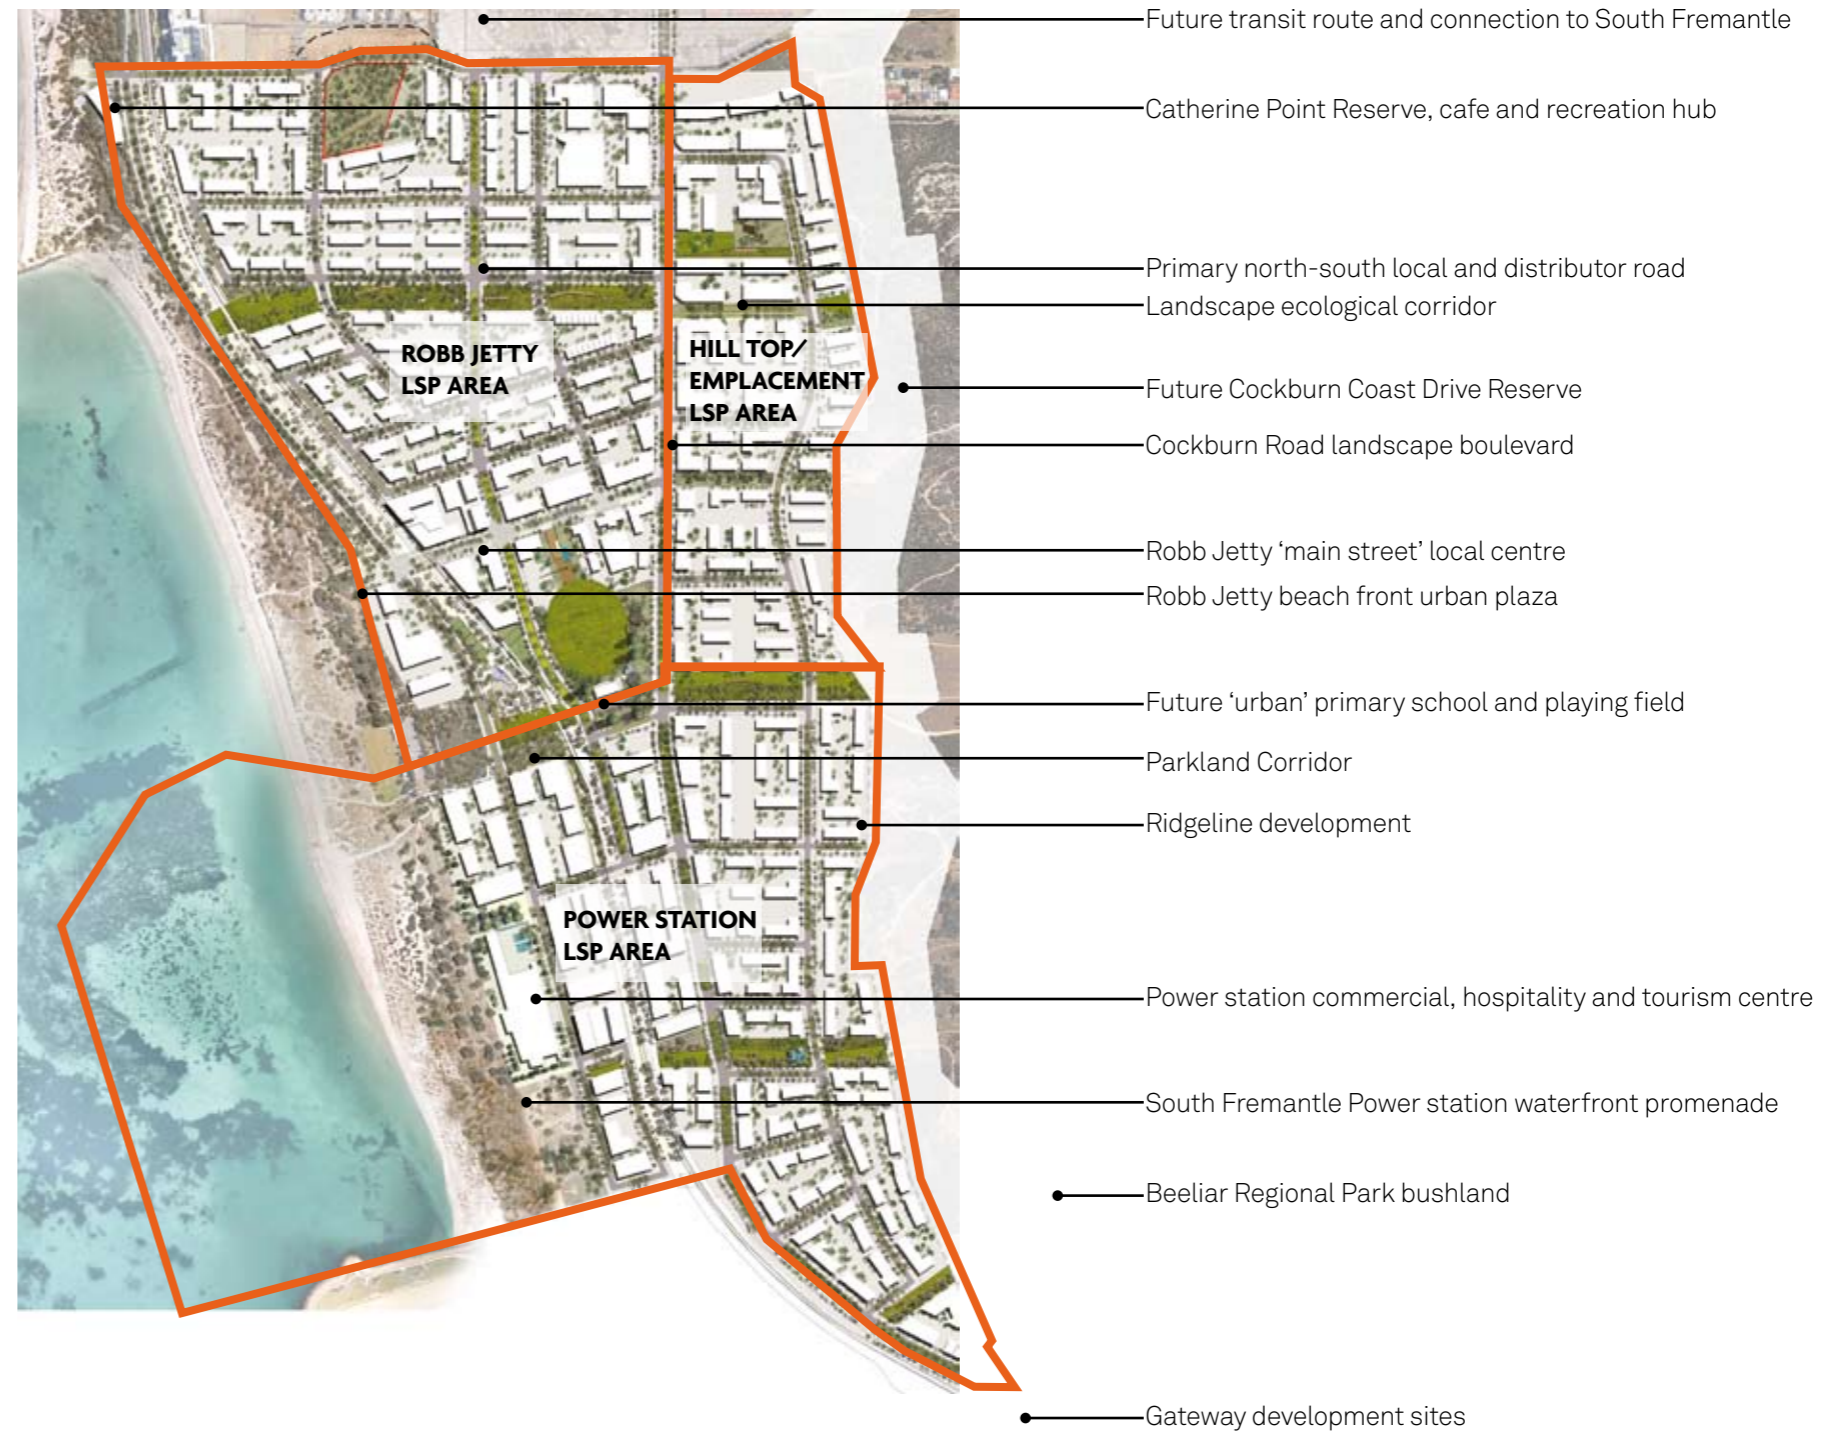 Future transit route and connection to South Fremantle
Catherine Point Reserve, cafe and recreation hub
Primary north-south local and distributor road
Landscape ecological corridor
ROBB JETTY
LSP AREA
HILL TOP/
EMPLACEMENT
LSP AREA
Future Cockburn Coast Drive Reserve
Cockburn Road landscape boulevard
Robb Jetty ‘main street’ local centre
Robb Jetty beach front urban plaza
Future ‘urban’ primary school and playing field
Parkland Corridor
Ridgeline development
POWER STATION
LSP AREA
Power station commercial, hospitality and tourism centre
South Fremantle Power station waterfront promenade
Beeliar Regional Park bushland
Gateway development sites